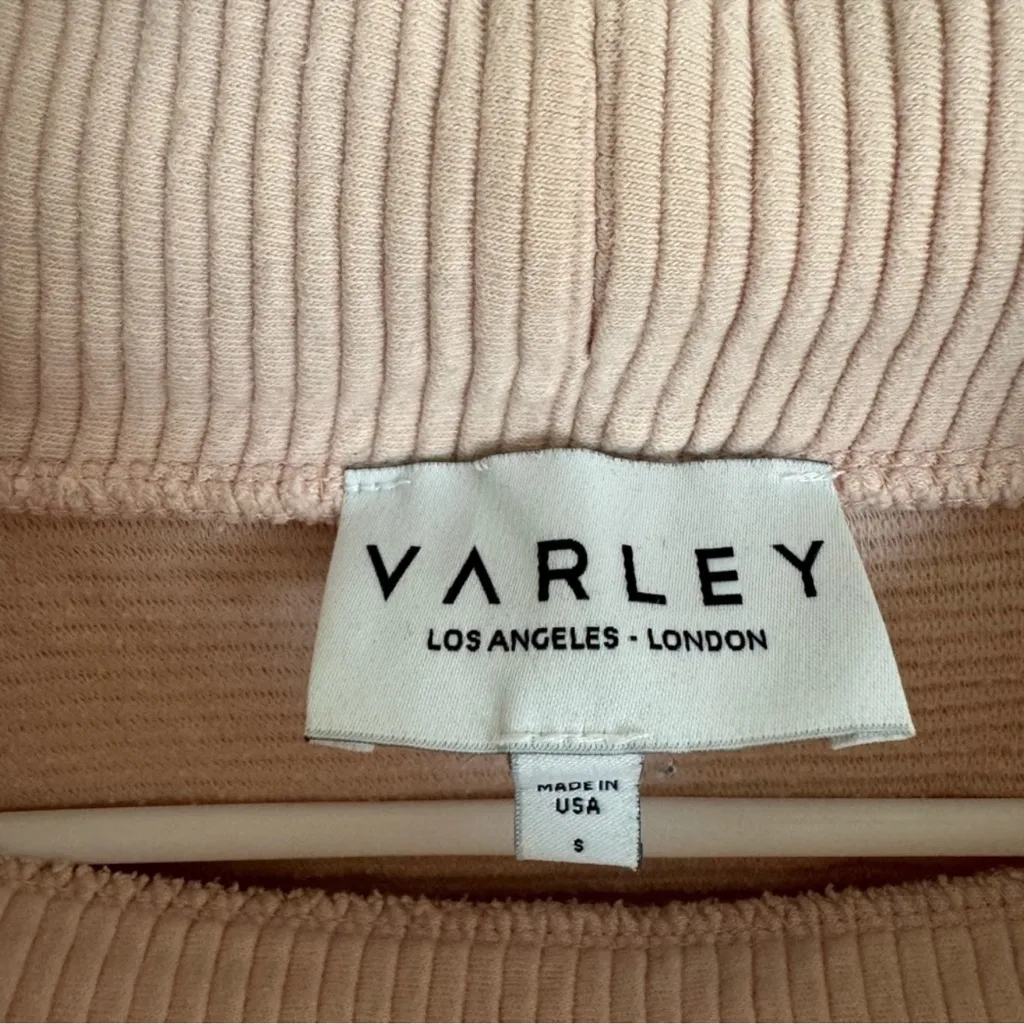 VARLEY
LOS ANGELES - LONDON
MADE IN
USA
S